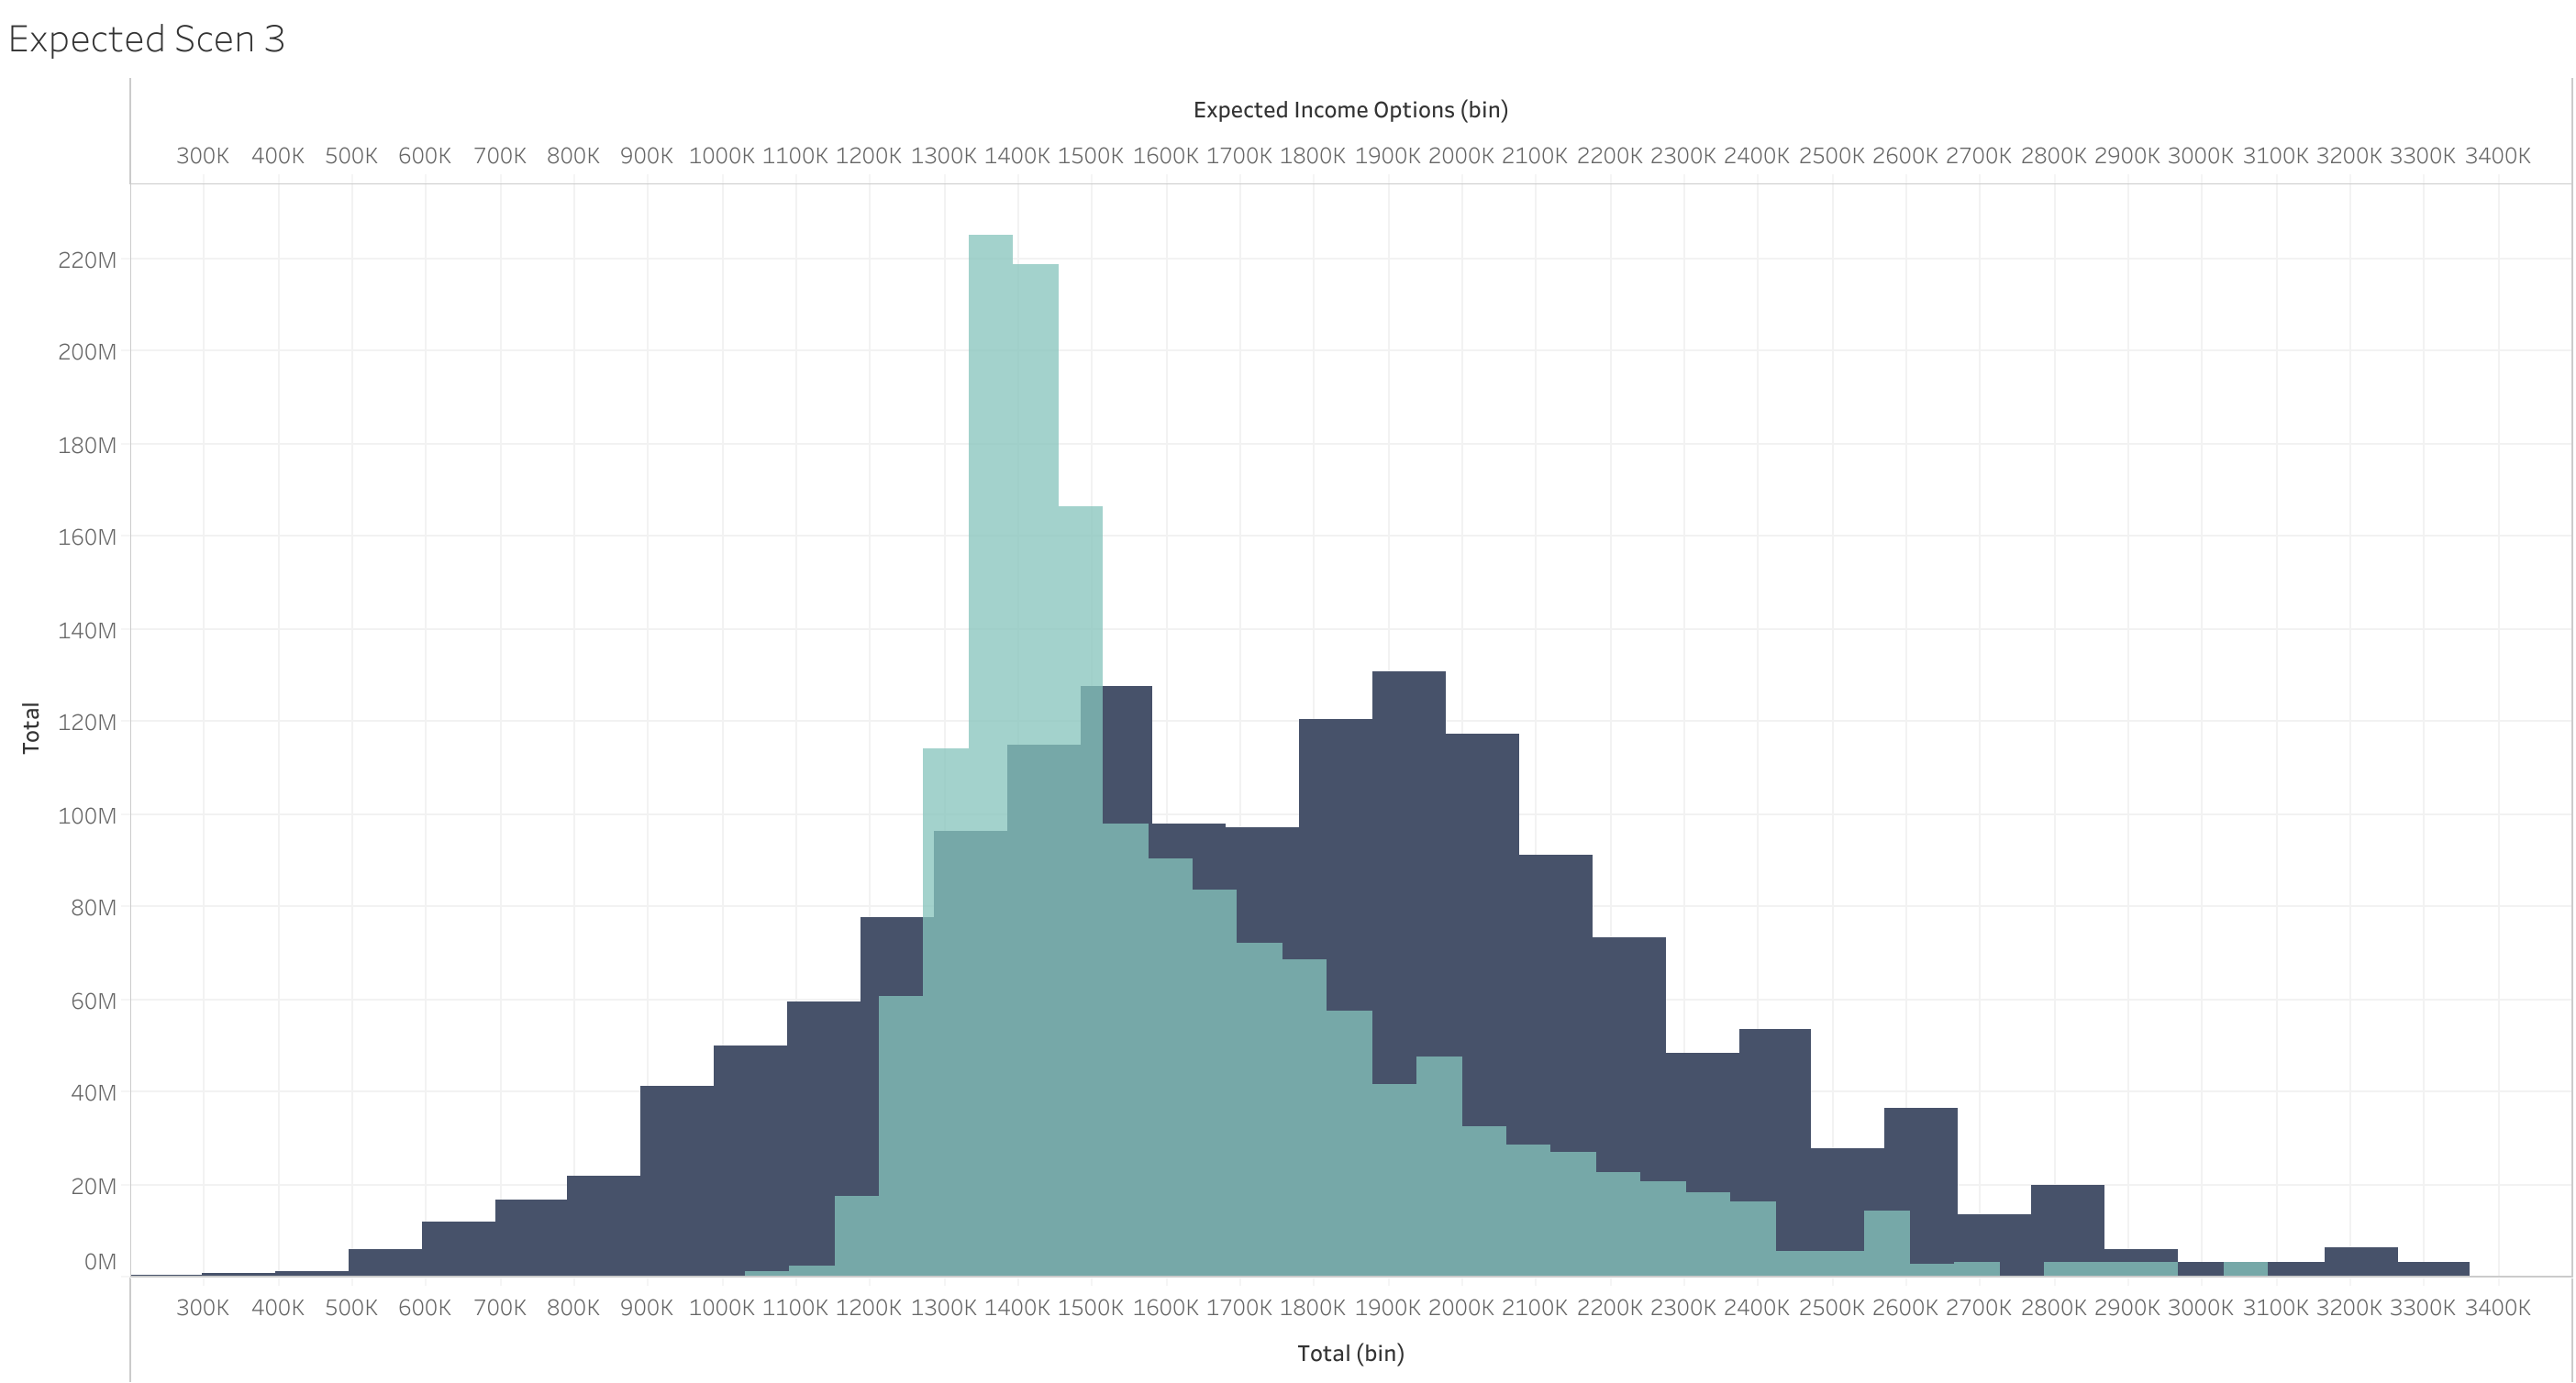 Expected Scen 3
Expected Income Options (bin)
300K 400K 500K 600K 700K 800K 900K 1000K 1100K 1200K 1300K 1400K 1500K 1600K 1700K 1800K 1900K 2000K 2100K 2200K 2300K 2400K 2500K 2600K 2700K 2800K 2900K 3000K 3100K 3200K 3300K 3400K
220M
200M
180M
160M
140M
120M
100M
80M
60M
40M
20M
0M
Total
300K 400K 500K 600K 700K 800K 900K 1000K 1100K 1200K 1300K 1400K 1500K 1600K 1700K 1800K 1900K 2000K 2100K 2200K 2300K 2400K 2500K 2600K 2700K 2800K 2900K 3000K 3100K 3200K 3300K 3400K
Total (bin)